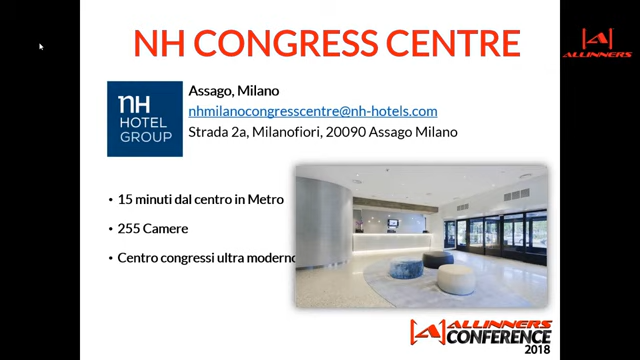 NH CONGRESS CENTRE
ALLINNERS
nH
HOTEL
GROUP
Assago, Milano
nhmilanocongresscentre@nh-hotels.com
Strada 2a, Milanofiori, 20090 Assago Milano
• 15 minuti dal centro in Metro
• 255 Camere
• Centro congressi ultra moderno
ALLINNERS
CONFERENCE
2018